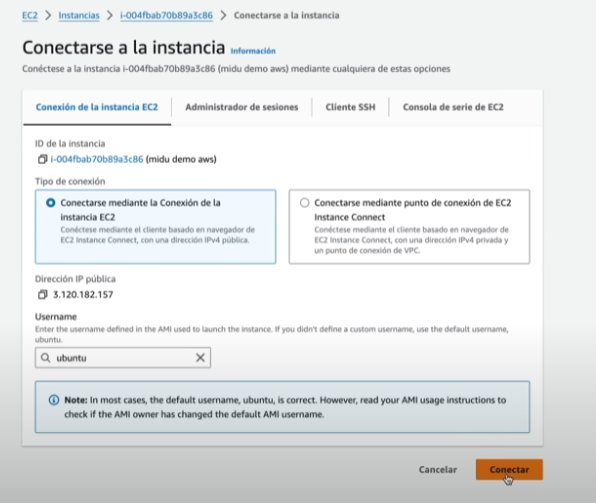 EC2 > Instancias > i-004fbab70b89a3c86 > Conectarse a la instancia
Conectarse a la instancia Información
Conéctese a la instancia i-004fbab70b89a3c86 (midu demo aws) mediante cualquiera de estas opciones
Conexión de la instancia EC2 Administrador de sesiones Cliente SSH Consola de serie de EC2
ID de la instancia
i-004fbab70b89a3c86 (midu demo aws)
Tipo de conexión
Conectarse mediante la Conexión de la
instancia EC2
Conéctese mediante el cliente basado en navegador de
EC2 Instance Connect, con una dirección IPv4 pública.
Conectarse mediante punto de conexión de EC2
Instance Connect
Conéctese mediante el cliente basado en navegador de
EC2 Instance Connect, con una dirección IPv4 privada y
un punto de conexión de VPC.
Dirección IP pública
3.120.182.157
Username
Enter the username defined in the AMI used to launch the instance. If you didn't define a custom username, use the default username,
ubuntu.
ubuntu
Note: In most cases, the default username, ubuntu, is correct. However, read your AMI usage instructions to
check if the AMI owner has changed the default AMI username.
Cancelar Conectar